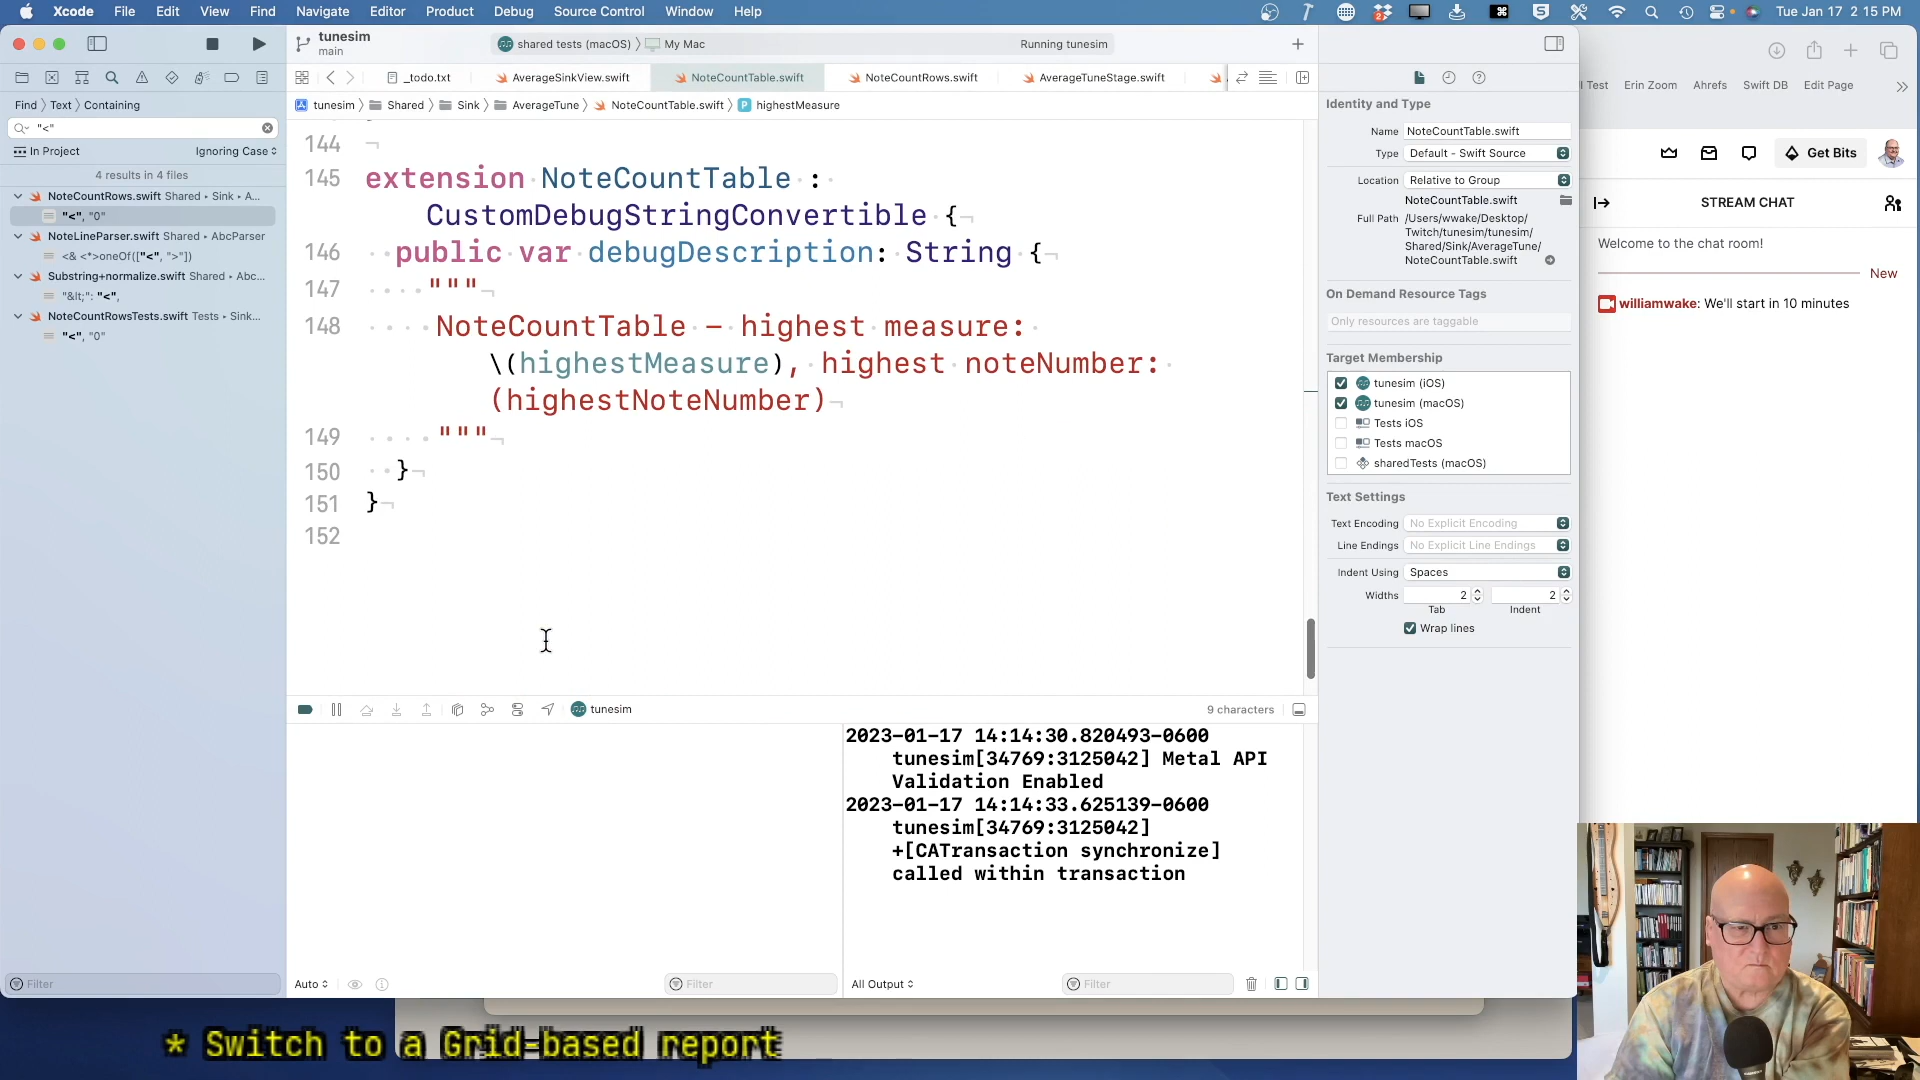 Xcode File Edit View Find Navigate Editor Product Debug Source Control Window Help Tue Jan 17 2 15 PM
tunesim
main
shared tests (macOS) 〉 My Mac Running tunesim
_todo.txt AverageSinkView.swift NoteCountTable.swift NoteCountRows.swift AverageTuneStage.swift
l Test Erin Zoom Ahrefs Swift DB Edit Page
Find 〉 Text 〉 Containing
tunesim 〉 Shared 〉 Sink 〉 AverageTune 〉 NoteCountTable.swift 〉 P highestMeasure
"<"
In Project Ignoring Case
4 results in 4 files
NoteCountRows.swift Shared ▸ Sink ▸ A...
"<", "0"
NoteLineParser.swift Shared ▸ AbcParser
<& <*>oneOf(["<", ">"])
Substring+normalize.swift Shared ▸ Abc...
"&lt;": "<",
NoteCountRowsTests.swift Tests ▸ Sink...
"<", "0"
Filter
144
145 extension NoteCountTable :
CustomDebugStringConvertible {
146 public var debugDescription: String {
147 """
148 NoteCountTable – highest measure:
\(highestMeasure), highest noteNumber:
(highestNoteNumber)
149 """
150 }
151 }
152
tunesim 9 characters
2023-01-17 14:14:30.820493-0600
tunesim[34769:3125042] Metal API
Validation Enabled
2023-01-17 14:14:33.625139-0600
tunesim[34769:3125042]
+[CATransaction synchronize]
called within transaction
Auto Filter All Output Filter
Identity and Type
Name NoteCountTable.swift
Type Default - Swift Source
Location Relative to Group
NoteCountTable.swift
Full Path /Users/wwake/Desktop/
Twitch/tunesim/tunesim/
Shared/Sink/AverageTune/
NoteCountTable.swift
On Demand Resource Tags
Only resources are taggable
Target Membership
tunesim (iOS)
tunesim (macOS)
Tests iOS
Tests macOS
sharedTests (macOS)
Text Settings
Text Encoding No Explicit Encoding
Line Endings No Explicit Line Endings
Indent Using Spaces
Widths 2 2
Tab Indent
Wrap lines
Get Bits
STREAM CHAT
Welcome to the chat room!
New
williamwake: We'll start in 10 minutes
* Switch to a Grid-based report